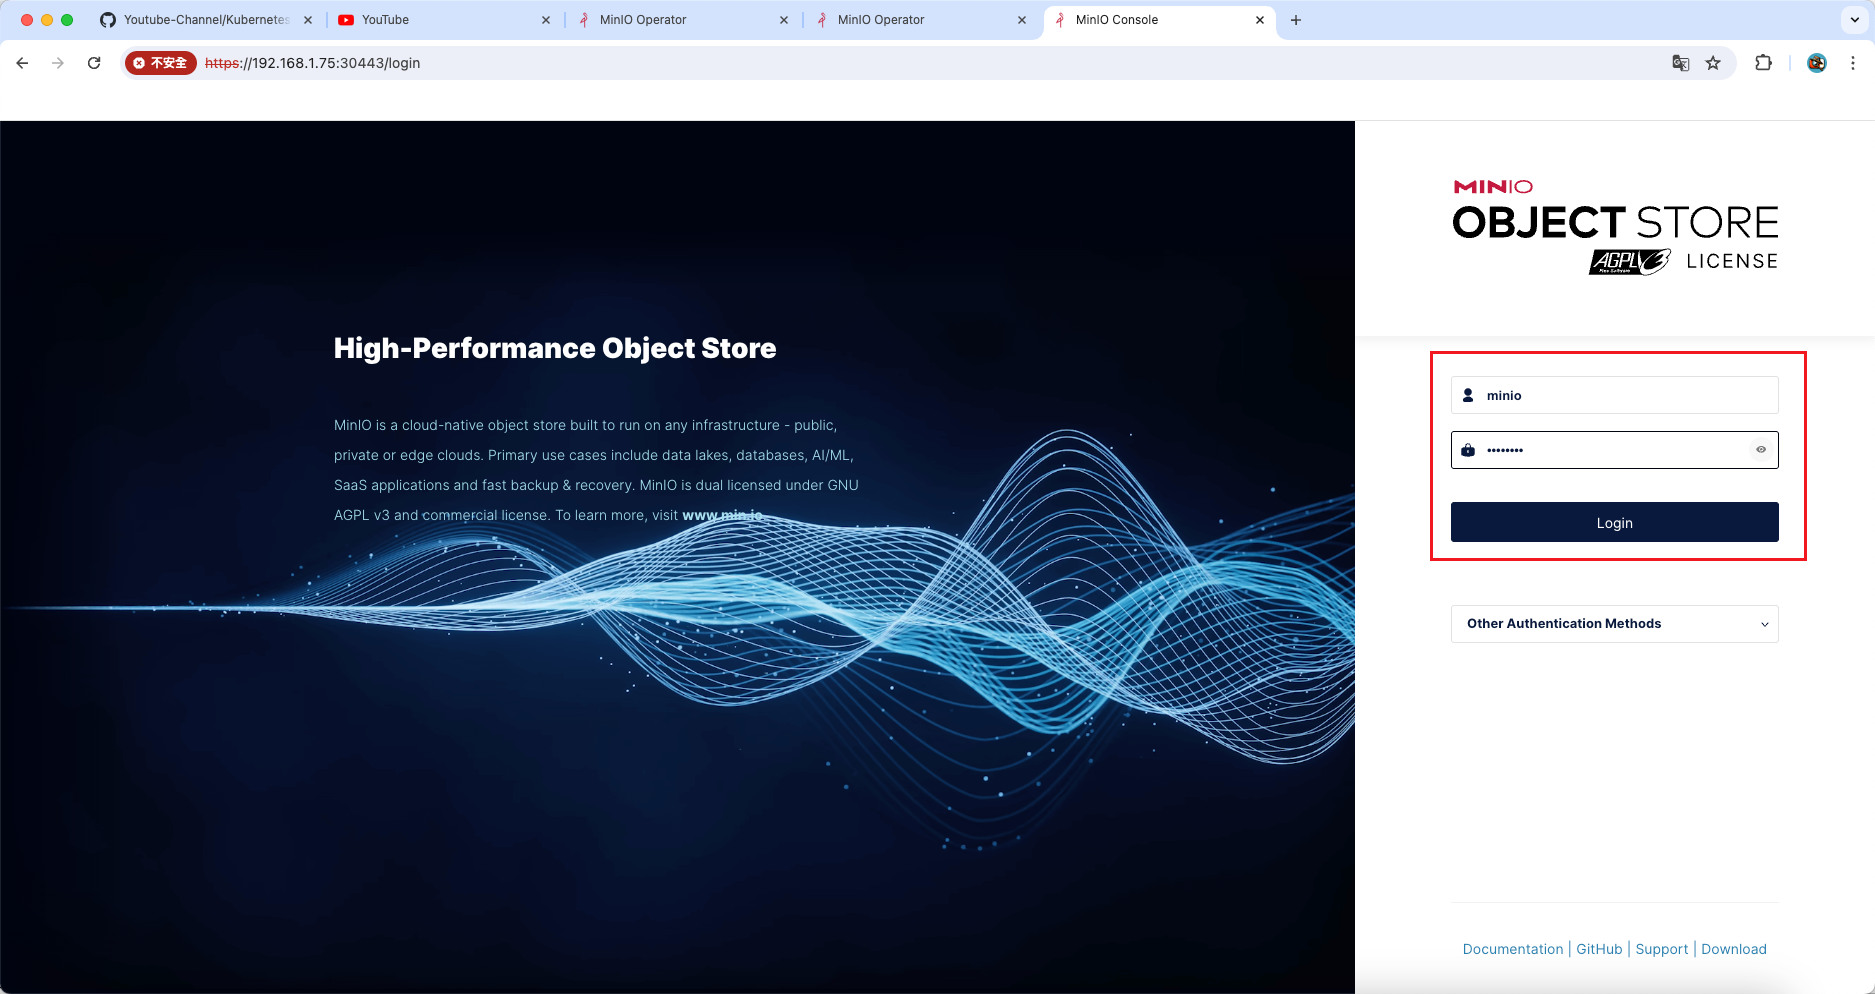 Youtube-Channel/Kubernetes
YouTube
MinIO Operator
MinIO Operator
MinIO Console
不安全
https://192.168.1.75:30443/login
MINIO
OBJECT STORE
AGPLv3 LICENSE
Free Software
High-Performance Object Store
MinIO is a cloud-native object store built to run on any infrastructure - public,
private or edge clouds. Primary use cases include data lakes, databases, AI/ML,
SaaS applications and fast backup & recovery. MinIO is dual licensed under GNU
AGPL v3 and commercial license. To learn more, visit www.min.io.
minio
••••••••
Login
Other Authentication Methods
Documentation | GitHub | Support | Download